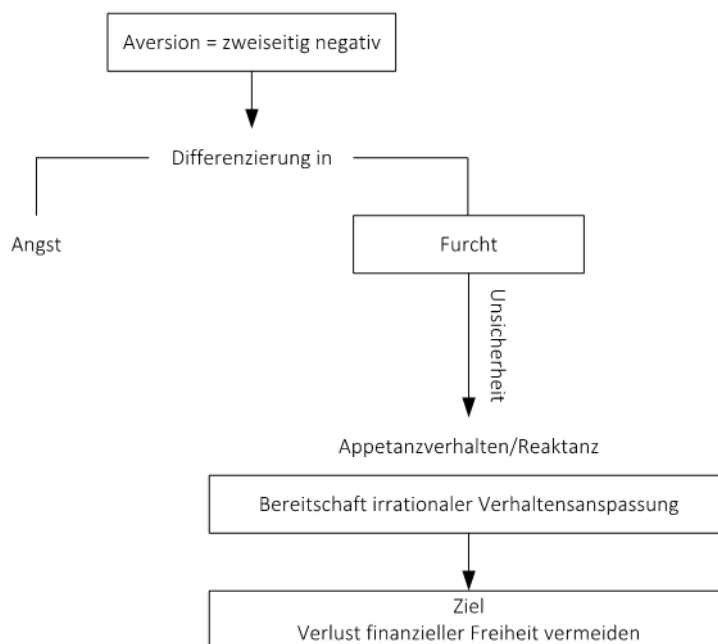 Aversion = zweiseitig negativ
Differenzierung in
Angst
Furcht
Unsicherheit
Appetanzverhalten/Reaktanz
Bereitschaft irrationaler Verhaltensanspassung
Ziel
Verlust finanzieller Freiheit vermeiden